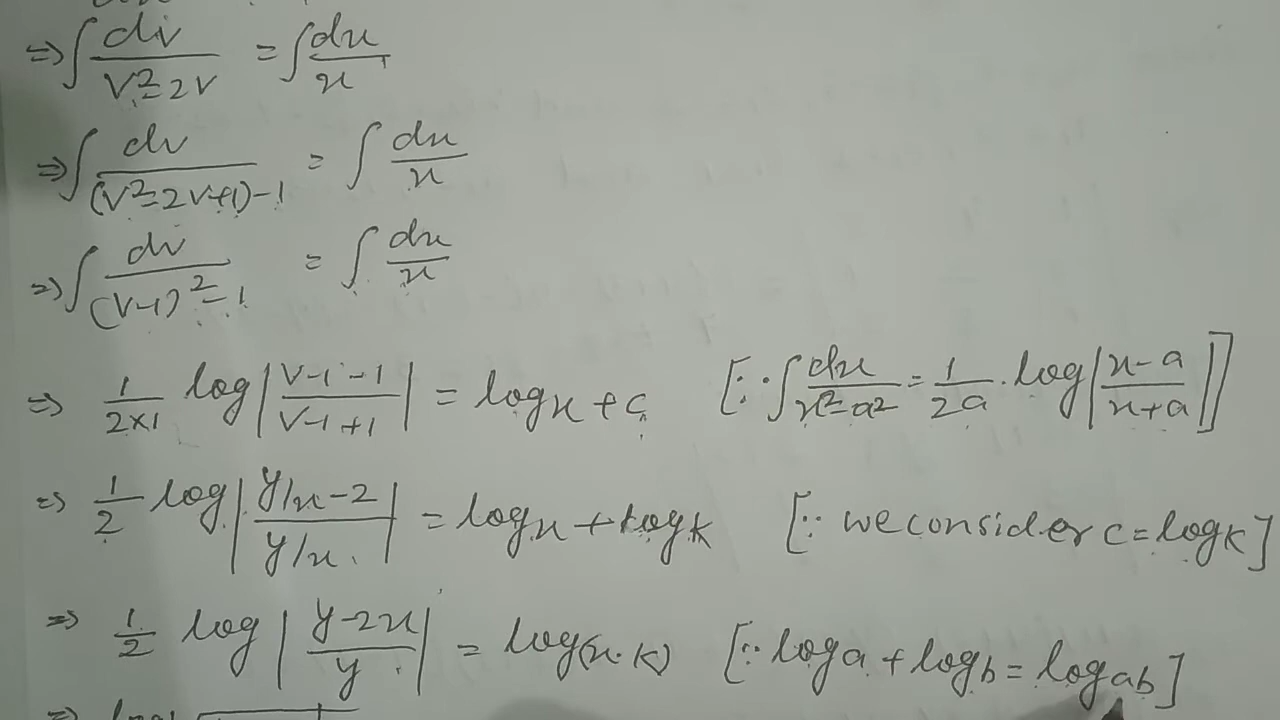 ⇒ ∫ dv/(v²-2v) = ∫ dx/x
⇒ ∫ dv/((v²-2v+1)-1) = ∫ dx/x
⇒ ∫ dv/((v-1)²-1) = ∫ dx/x
⇒ 1/(2×1) log|(v-1-1)/(v-1+1)| = log x + c [∵ ∫ dx/(x²-a²) = 1/(2a) · log|(x-a)/(x+a)|]
⇒ 1/2 log|(y/x-2)/(y/x)| = log x + log k [∵ we consider c = log k]
⇒ 1/2 log|(y-2x)/y| = log(x·k) [∵ log a + log b = log ab]